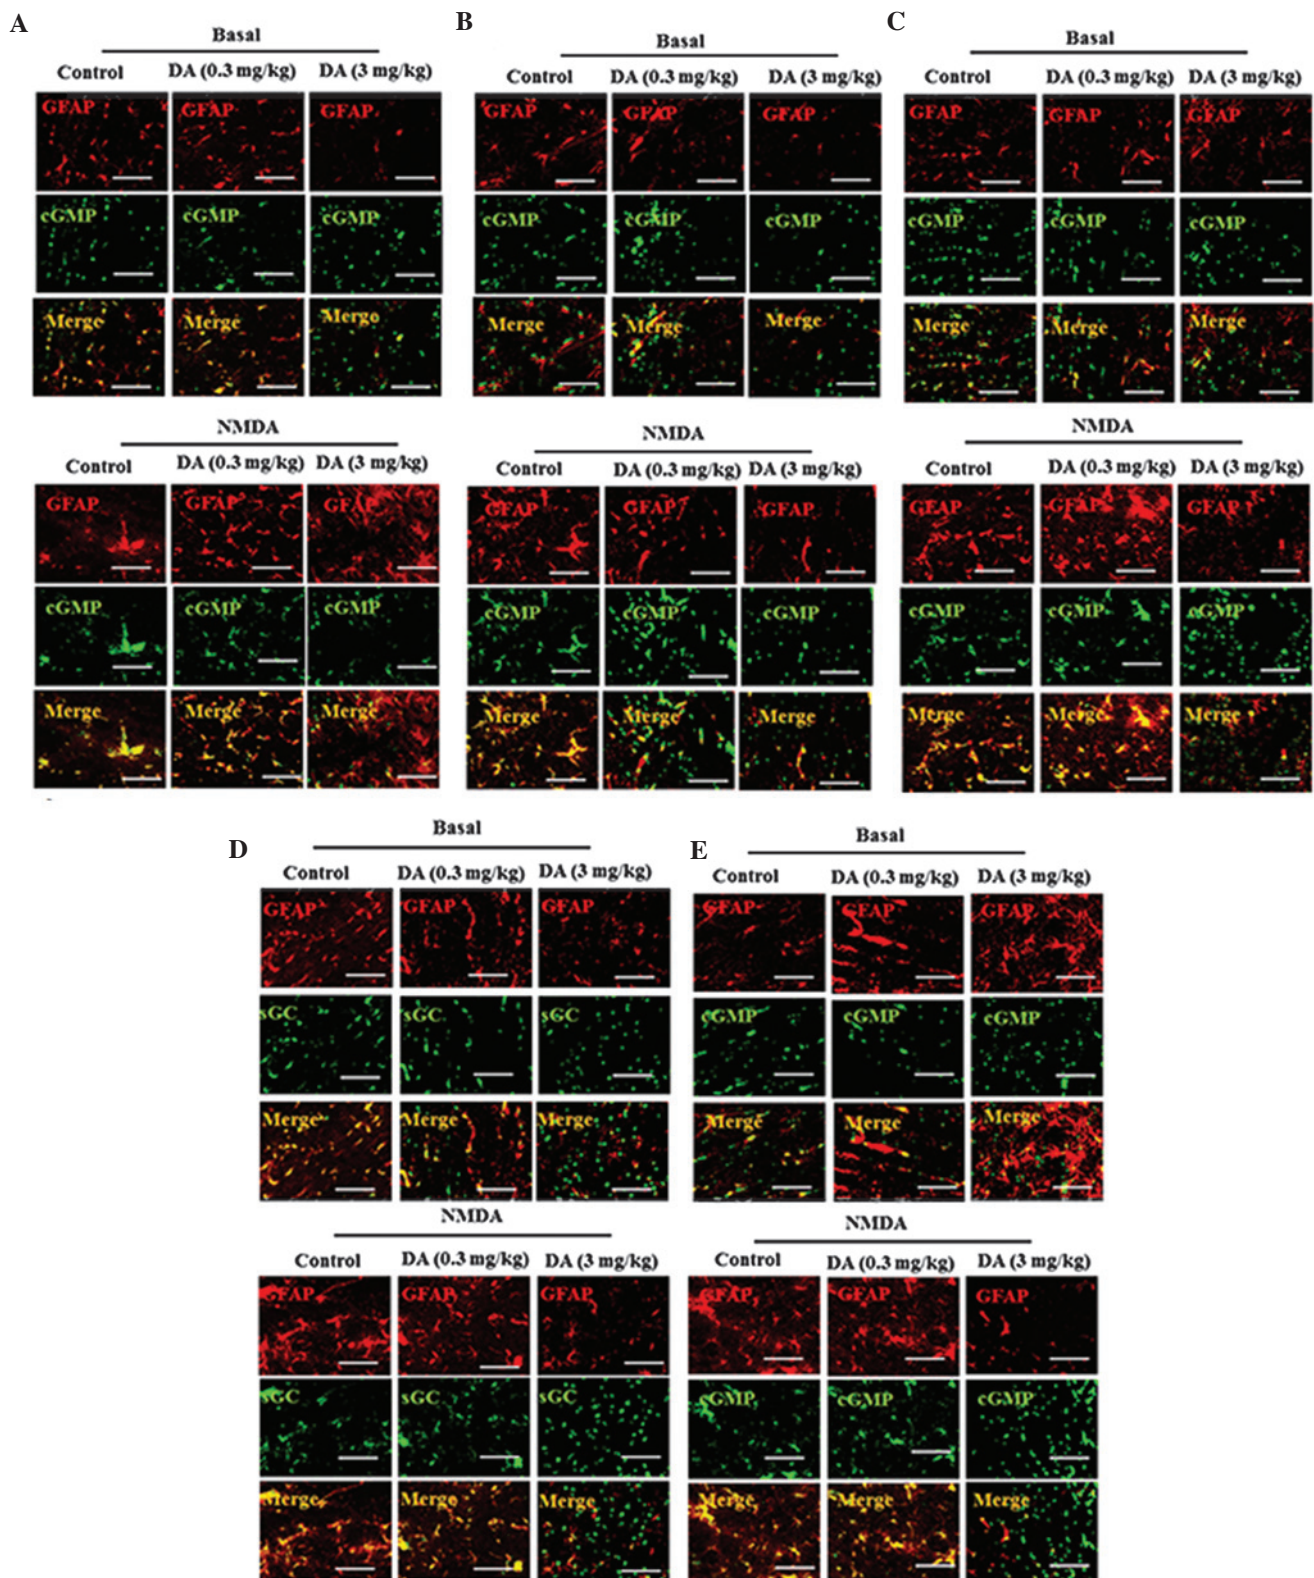 A
Basal
Control DA (0.3 mg/kg) DA (3 mg/kg)
GFAP GFAP GFAP
cGMP cGMP cGMP
Merge Merge Merge
NMDA
Control DA (0.3 mg/kg) DA (3 mg/kg)
GFAP GFAP GFAP
cGMP cGMP cGMP
Merge Merge Merge
B
Basal
Control DA (0.3 mg/kg) DA (3 mg/kg)
GFAP GFAP GFAP
cGMP cGMP cGMP
Merge Merge Merge
NMDA
Control DA (0.3 mg/kg) DA (3 mg/kg)
GFAP GFAP GFAP
cGMP cGMP cGMP
Merge Merge Merge
C
Basal
Control DA (0.3 mg/kg) DA (3 mg/kg)
GFAP GFAP GFAP
cGMP cGMP cGMP
Merge Merge Merge
NMDA
Control DA (0.3 mg/kg) DA (3 mg/kg)
GFAP GFAP GFAP
cGMP cGMP cGMP
Merge Merge Merge
D
Basal
Control DA (0.3 mg/kg) DA (3 mg/kg)
GFAP GFAP GFAP
sGC sGC sGC
Merge Merge Merge
NMDA
Control DA (0.3 mg/kg) DA (3 mg/kg)
GFAP GFAP GFAP
sGC sGC sGC
Merge Merge Merge
E
Basal
Control DA (0.3 mg/kg) DA (3 mg/kg)
GFAP GFAP GFAP
cGMP cGMP cGMP
Merge Merge Merge
NMDA
Control DA (0.3 mg/kg) DA (3 mg/kg)
GFAP GFAP GFAP
cGMP cGMP cGMP
Merge Merge Merge